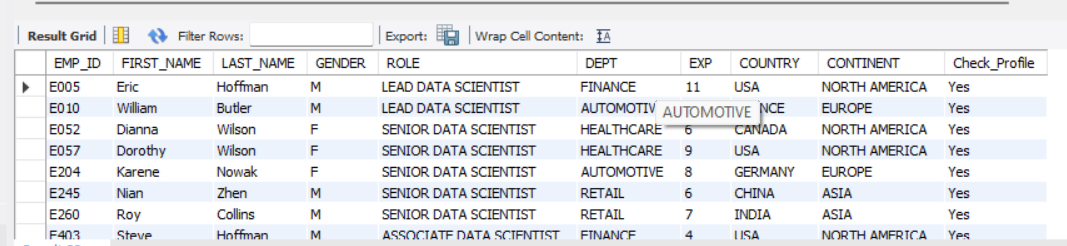 Result Grid Filter Rows: Export: Wrap Cell Content: IA
EMP_ID FIRST_NAME LAST_NAME GENDER ROLE DEPT EXP COUNTRY CONTINENT Check_Profile
E005 Eric Hoffman M LEAD DATA SCIENTIST FINANCE 11 USA NORTH AMERICA Yes
E010 William Butler M LEAD DATA SCIENTIST AUTOMOTIV AUTOMOTIVE NCE EUROPE Yes
E052 Dianna Wilson F SENIOR DATA SCIENTIST HEALTHCARE 6 CANADA NORTH AMERICA Yes
E057 Dorothy Wilson F SENIOR DATA SCIENTIST HEALTHCARE 9 USA NORTH AMERICA Yes
E204 Karene Nowak F SENIOR DATA SCIENTIST AUTOMOTIVE 8 GERMANY EUROPE Yes
E245 Nian Zhen M SENIOR DATA SCIENTIST RETAIL 6 CHINA ASIA Yes
E260 Roy Collins M SENIOR DATA SCIENTIST RETAIL 7 INDIA ASIA Yes
E403 Steve Hoffman M ASSOCIATE DATA SCIENTIST FINANCE 4 USA NORTH AMERICA Yes